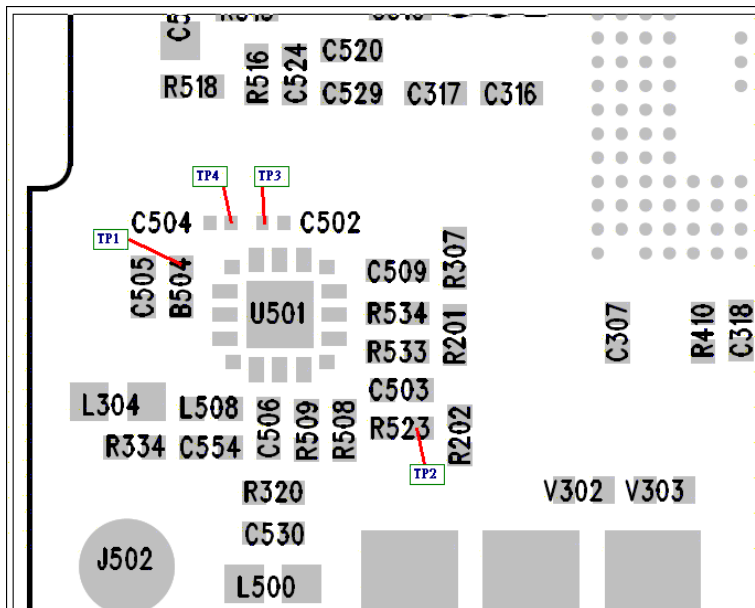 C520
R518
R516
C524
C529
C317
C316
TP4
TP3
C504
C502
TP1
C505
B504
U501
C509
R307
R534
R201
R533
C307
R410
C318
C503
L304
L508
R334
C554
C506
R509
R508
R523
R202
TP2
R320
V302
V303
C530
J502
L500